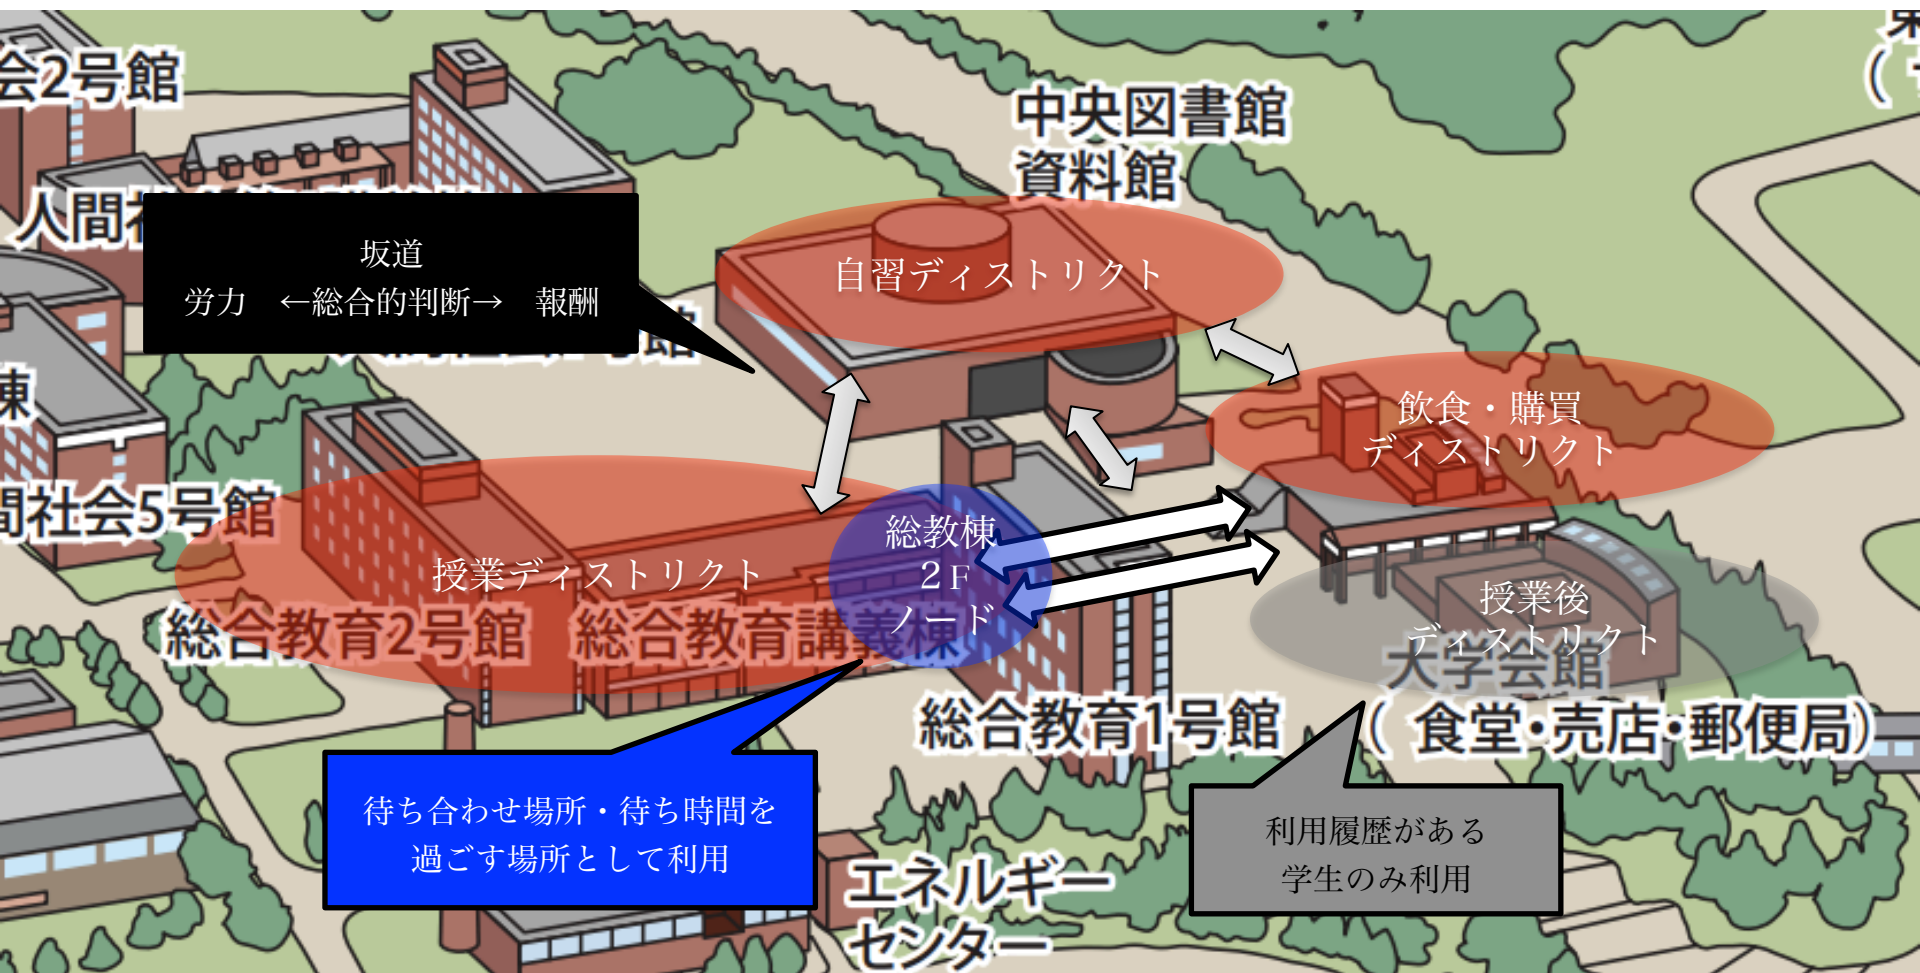 会2号館
中央図書館
資料館
人間社
坂道
労力 ←総合的判断→ 報酬
館
自習ディストリクト
飲食・購買
ディストリクト
棟
間社会5号館
総教棟
２F
ノード
授業ディストリクト
総合教育2号館 総合教育講義棟
授業後
ディストリクト
大学会館
（ 食堂・売店・郵便局）
総合教育1号館
待ち合わせ場所・待ち時間を
過ごす場所として利用
利用履歴がある
学生のみ利用
エネルギー
センター